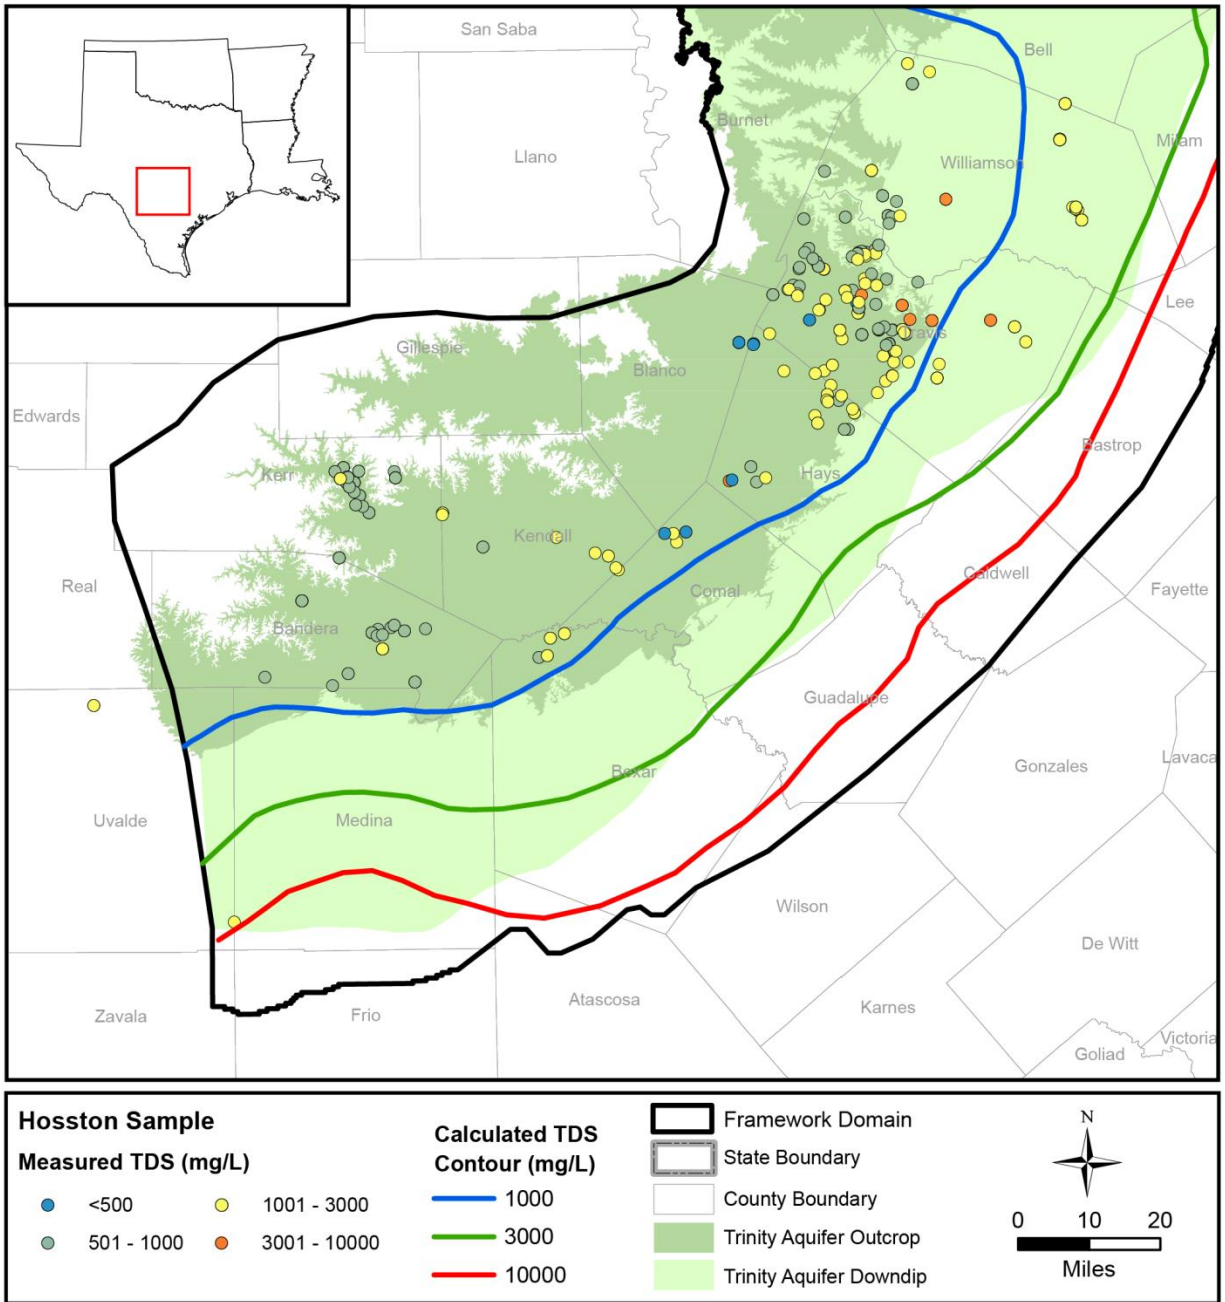 San Saba
Bell
Burnet
Milam
Llano
Williamson
Lee
Travis
Gillespie
Blanco
Edwards
Bastrop
Kerr
Hays
Kendall
Caldwell
Real
Comal
Fayette
Bandera
Guadalupe
Lavaca
Gonzales
Bexar
Uvalde
Medina
Wilson
De Witt
Atascosa
Karnes
Zavala
Frio
Victoria
Goliad
Hosston Sample
Measured TDS (mg/L)
<500
1001 - 3000
501 - 1000
3001 - 10000
Calculated TDS
Contour (mg/L)
1000
3000
10000
Framework Domain
State Boundary
County Boundary
Trinity Aquifer Outcrop
Trinity Aquifer Downdip
N
0 10 20
Miles